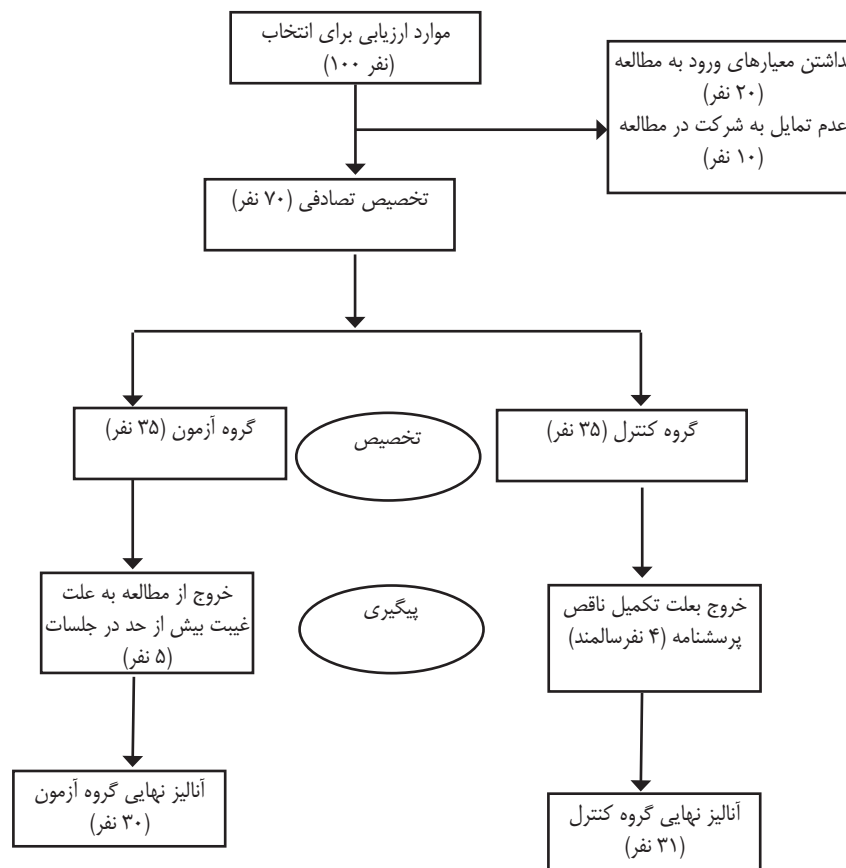 موارد ارزیابی برای انتخاب
(نفر ۱۰۰)
داشتن معیارهای ورود به مطالعه
(۲۰ نفر)
عدم تمایل به شرکت در مطالعه
(۱۰ نفر)
تخصیص تصادفی (۷۰ نفر)
گروه کنترل (۳۵ نفر)
تخصیص
گروه آزمون (۳۵ نفر)
خروج بعلت تکمیل ناقص
پرسشنامه (۴ نفرسالمند)
پیگیری
خروج از مطالعه به علت
غیبت بیش از حد در جلسات
(۵ نفر)
آنالیز نهایی گروه کنترل
(۳۱ نفر)
آنالیز نهایی گروه آزمون
(۳۰ نفر)